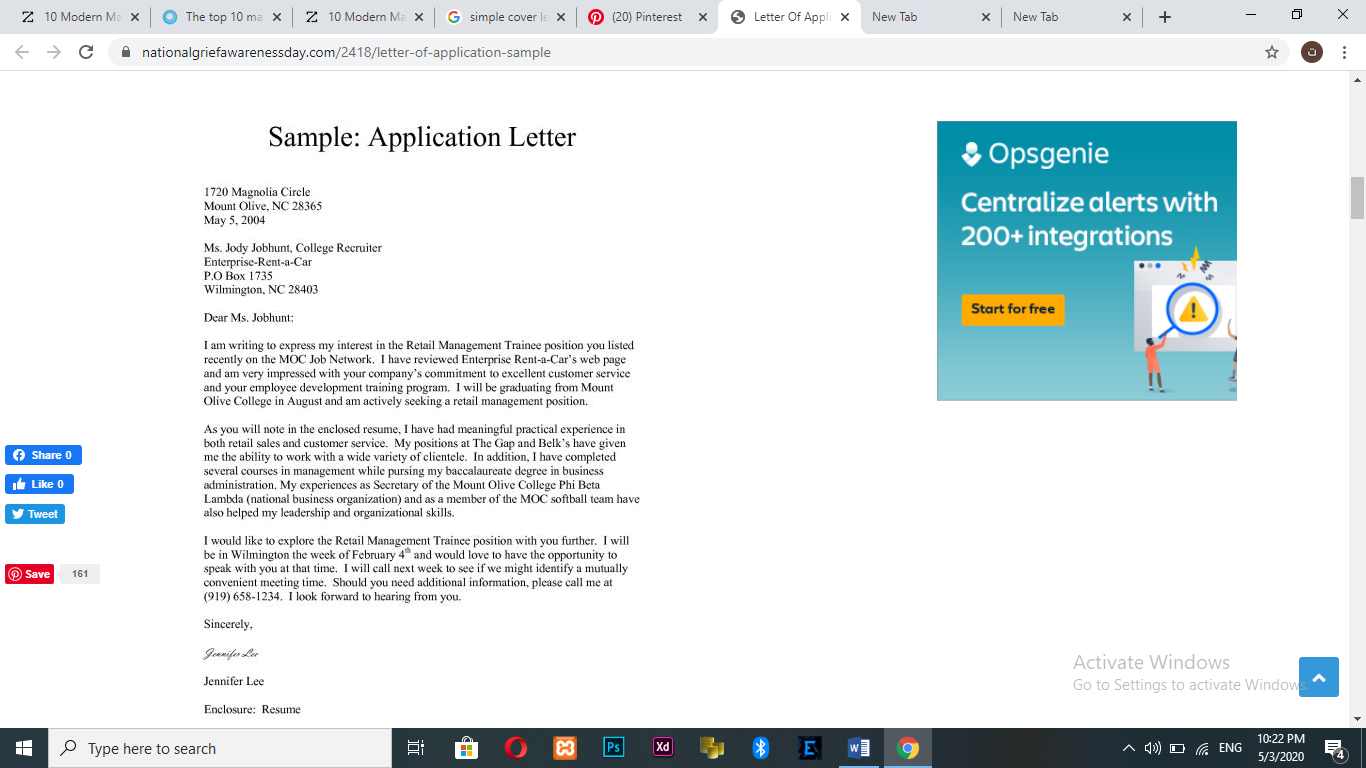 10 Modern Ma
The top 10 ma
10 Modern Ma
simple cover le
(20) Pinterest
Letter Of Appli
New Tab
New Tab
nationalgriefawarenessday.com/2418/letter-of-application-sample
Sample: Application Letter
1720 Magnolia Circle
Mount Olive, NC 28365
May 5, 2004
Ms. Jody Jobhunt, College Recruiter
Enterprise-Rent-a-Car
P.O Box 1735
Wilmington, NC 28403
Dear Ms. Jobhunt:
I am writing to express my interest in the Retail Management Trainee position you listed
recently on the MOC Job Network.  I have reviewed Enterprise Rent-a-Car's web page
and am very impressed with your company's commitment to excellent customer service
and your employee development training program.  I will be graduating from Mount
Olive College in August and am actively seeking a retail management position.
As you will note in the enclosed resume, I have had meaningful practical experience in
both retail sales and customer service.  My positions at The Gap and Belk's have given
me the ability to work with a wide variety of clientele.  In addition, I have completed
several courses in management while pursing my baccalaureate degree in business
administration. My experiences as Secretary of the Mount Olive College Phi Beta
Lambda (national business organization) and as a member of the MOC softball team have
also helped my leadership and organizational skills.
I would like to explore the Retail Management Trainee position with you further.  I will
be in Wilmington the week of February 4th and would love to have the opportunity to
speak with you at that time.  I will call next week to see if we might identify a mutually
convenient meeting time.  Should you need additional information, please call me at
(919) 658-1234.  I look forward to hearing from you.
Sincerely,
Jennifer Lee
Jennifer Lee
Enclosure:  Resume
Opsgenie
Centralize alerts with
200+ integrations
Start for free
Share 0
Like 0
Tweet
Save 161
Activate Windows
Go to Settings to activate Windows.
Type here to search
Ps
Xd
ENG
10:22 PM
5/3/2020
4